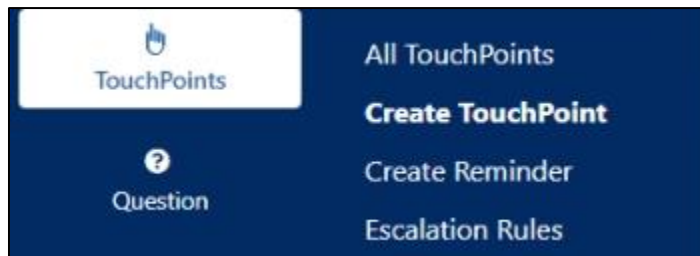 TouchPoints
Question
All TouchPoints
Create TouchPoint
Create Reminder
Escalation Rules